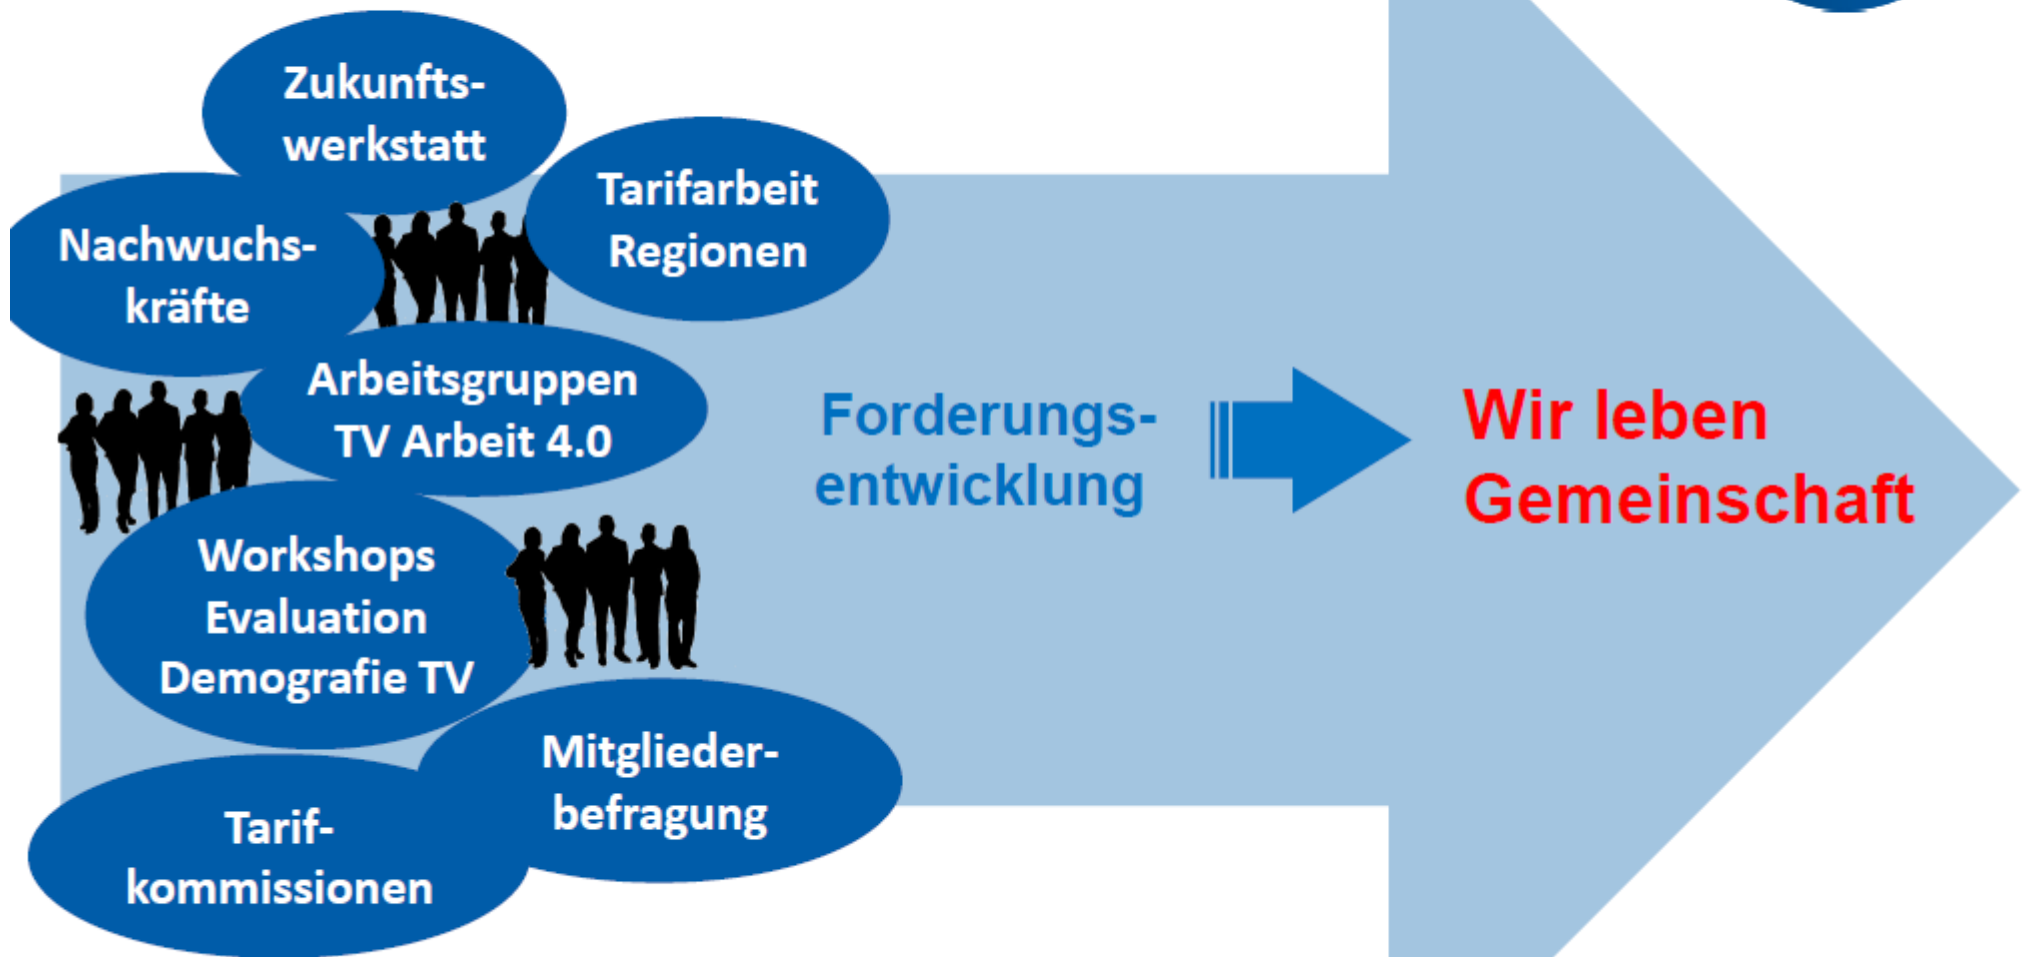 Zukunfts-
werkstatt
Tarifarbeit
Regionen
Nachwuchs-
kräfte
Arbeitsgruppen
TV Arbeit 4.0
Workshops
Evaluation
Demografie TV
Mitglieder-
befragung
Tarif-
kommissionen
Forderungs-
entwicklung
Wir leben
Gemeinschaft